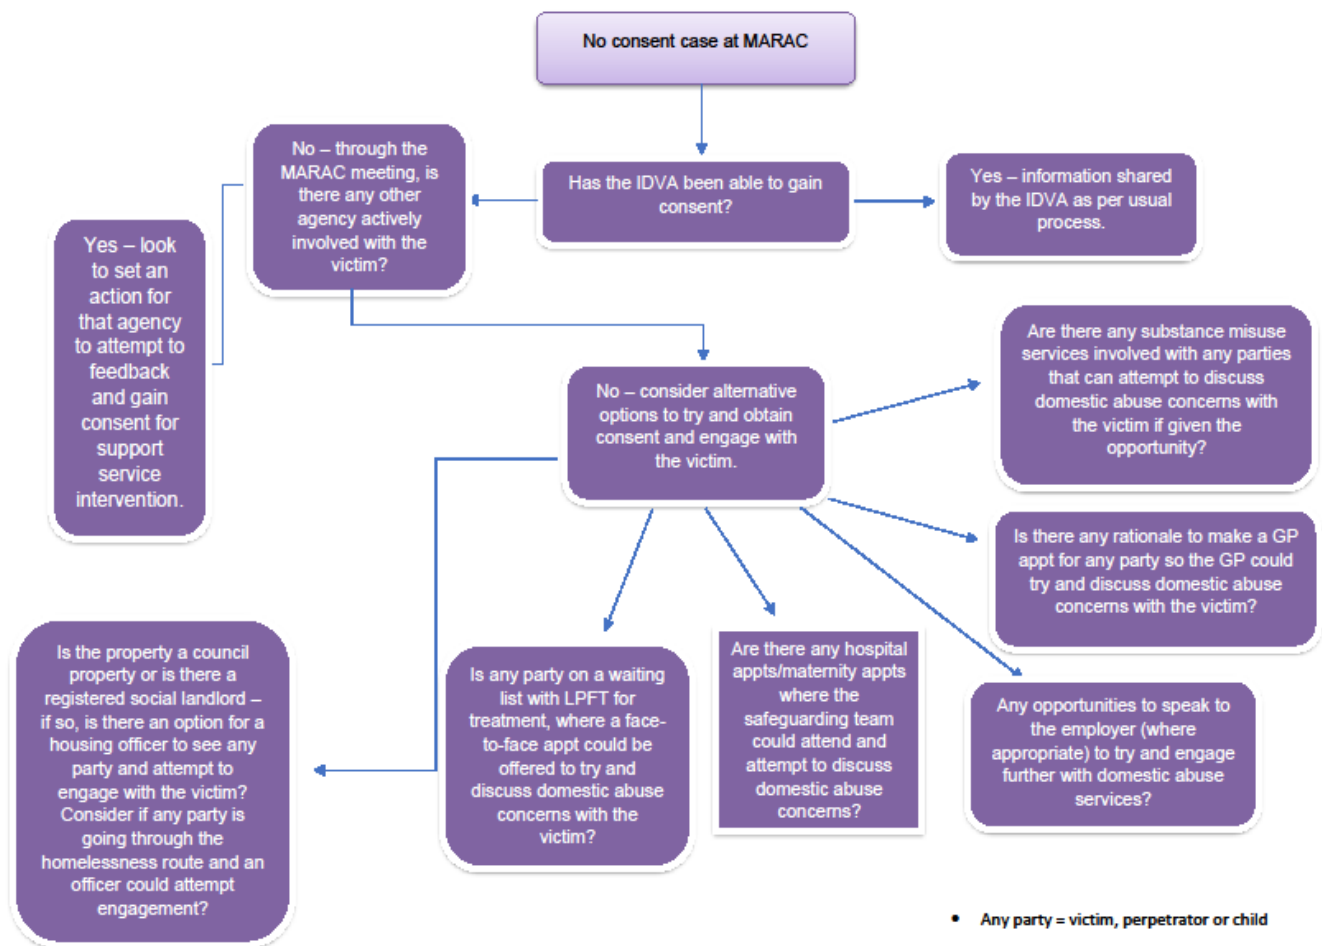 No consent case at MARAC
No – through the
MARAC meeting, is
there any other
agency actively
involved with the
victim?
Has the IDVA been able to gain
consent?
Yes – information shared
by the IDVA as per usual
process.
Yes – look
to set an
action for
that agency
to attempt to
feedback
and gain
consent for
support
service
intervention.
No – consider alternative
options to try and obtain
consent and engage with
the victim.
Are there any substance misuse
services involved with any parties
that can attempt to discuss
domestic abuse concerns with
the victim if given the
opportunity?
Is there any rationale to make a GP
appt for any party so the GP could
try and discuss domestic abuse
concerns with the victim?
Is the property a council
property or is there a
registered social landlord –
if so, is there an option for a
housing officer to see any
party and attempt to
engage with the victim?
Consider if any party is
going through the
homelessness route and an
officer could attempt
engagement?
Is any party on a waiting
list with LPFT for
treatment, where a face-
to-face appt could be
offered to try and
discuss domestic abuse
concerns with the
victim?
Are there any hospital
appts/maternity appts
where the
safeguarding team
could attend and
attempt to discuss
domestic abuse
concerns?
Any opportunities to speak to
the employer (where
appropriate) to try and engage
further with domestic abuse
services?
• Any party = victim, perpetrator or child